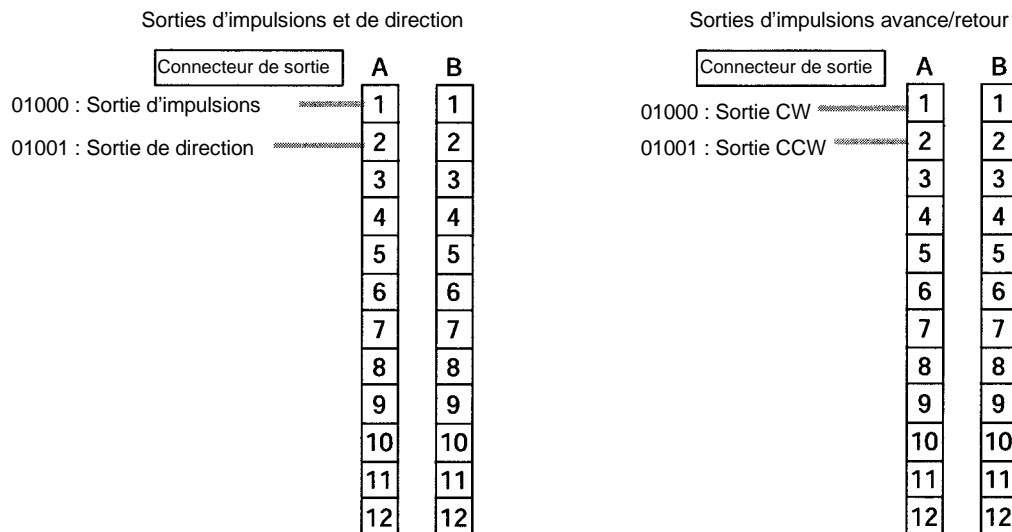 Sorties d'impulsions et de direction
Connecteur de sortie A B
01000 : Sortie d'impulsions 1 1
01001 : Sortie de direction 2 2
3 3
4 4
5 5
6 6
7 7
8 8
9 9
10 10
11 11
12 12
Sorties d'impulsions avance/retour
Connecteur de sortie A B
01000 : Sortie CW 1 1
01001 : Sortie CCW 2 2
3 3
4 4
5 5
6 6
7 7
8 8
9 9
10 10
11 11
12 12